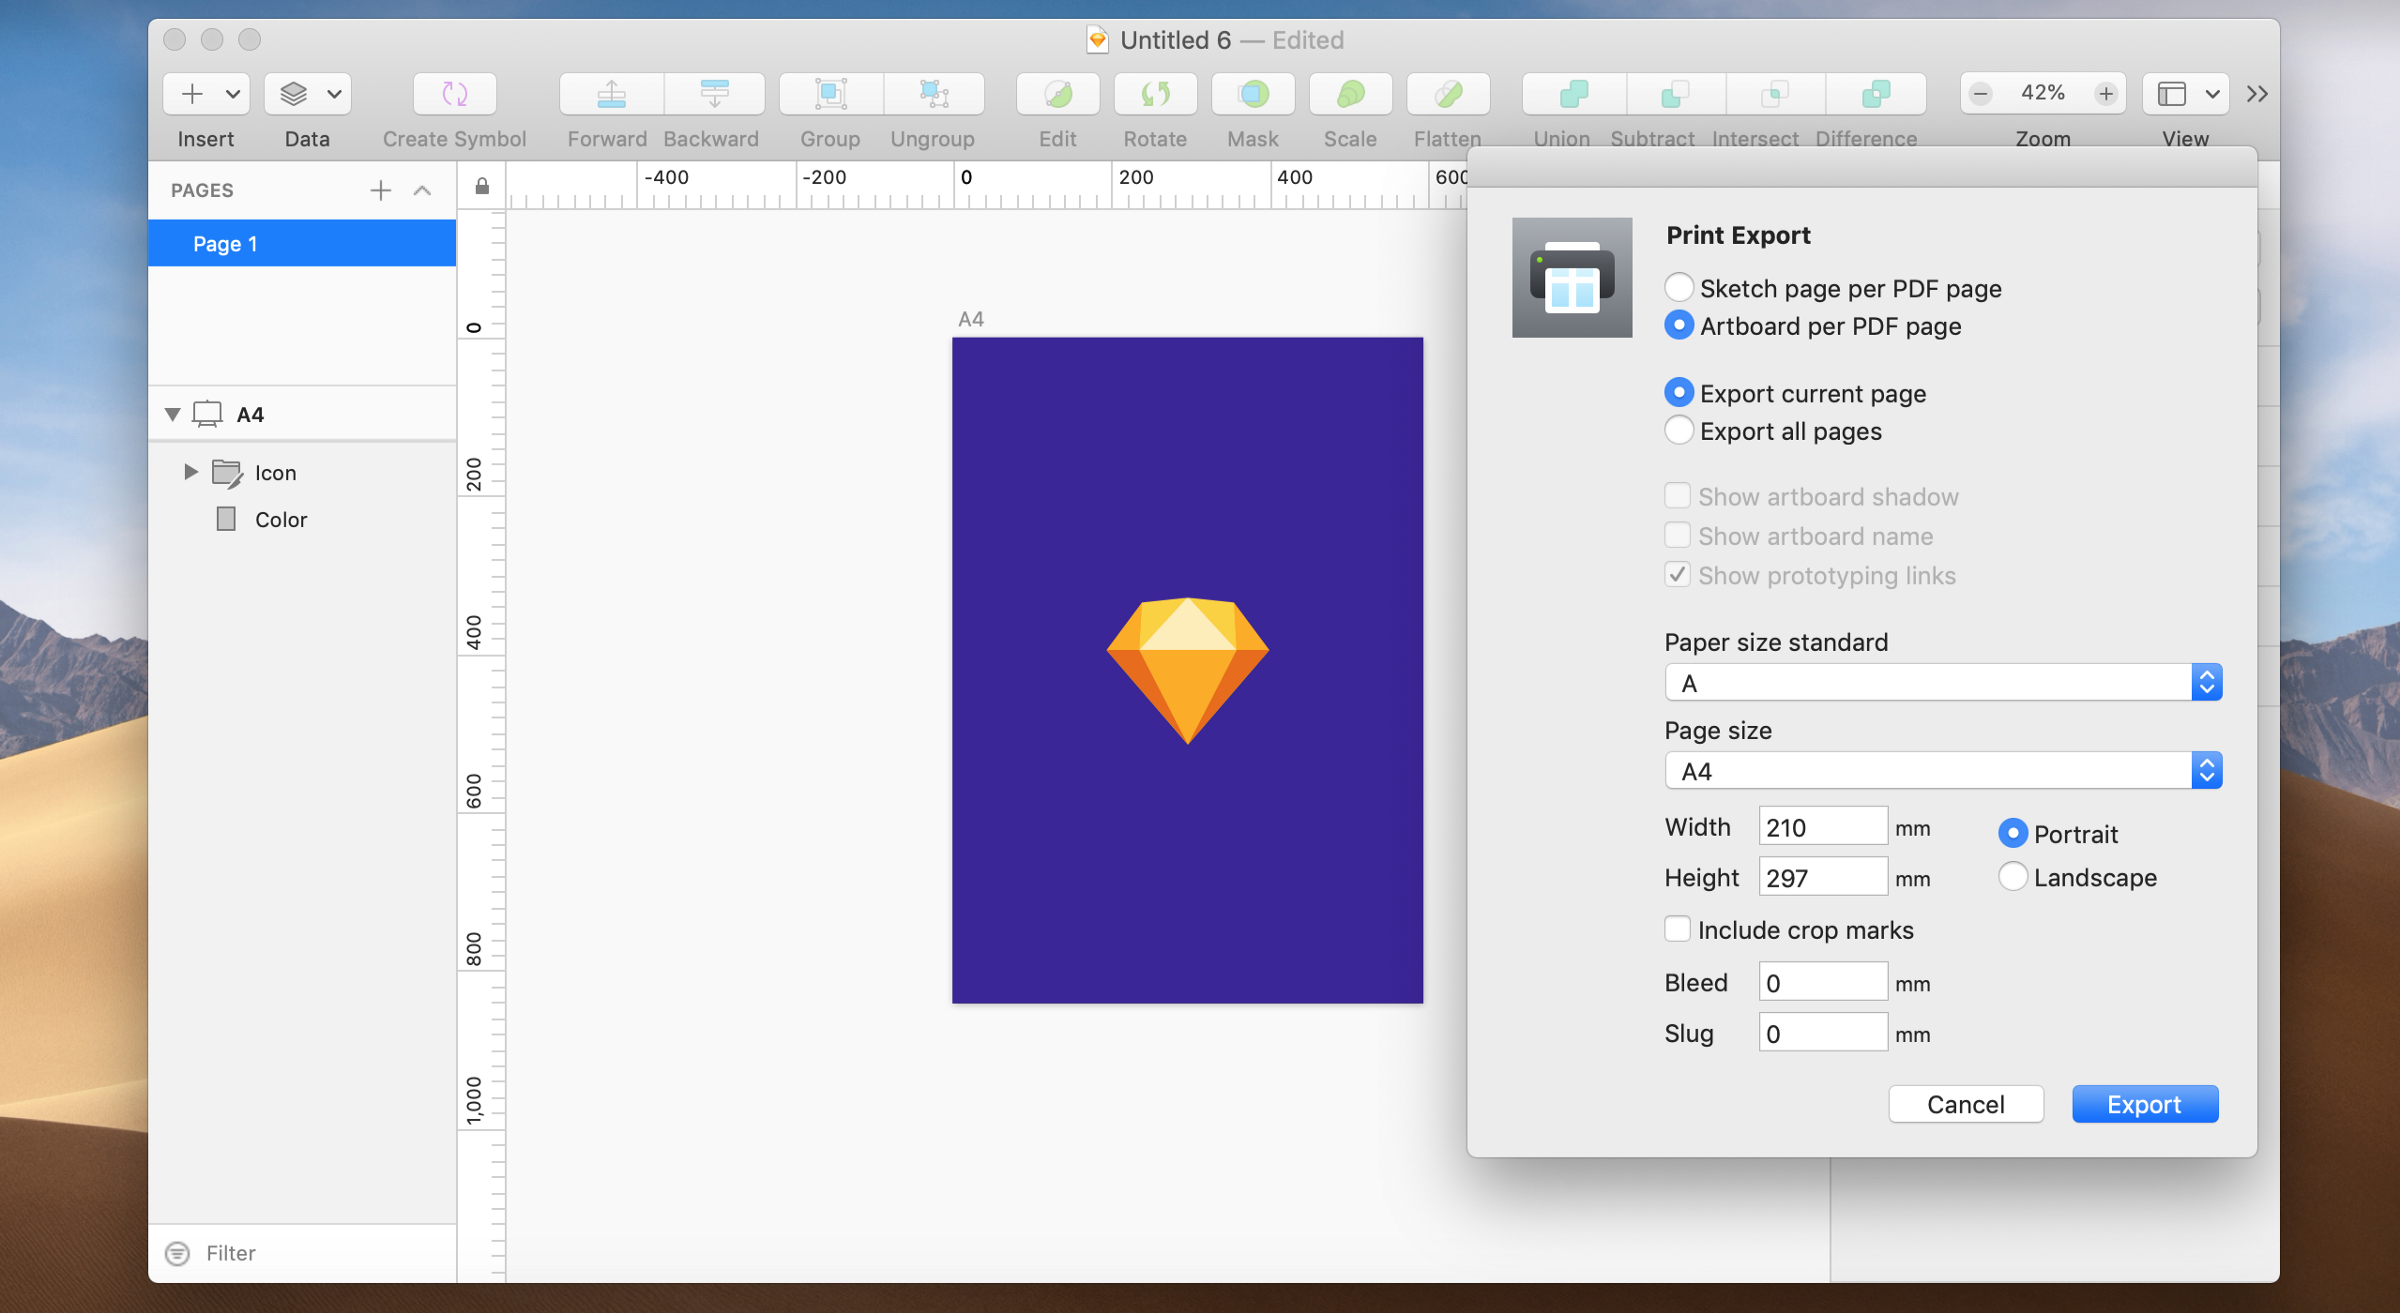 Untitled 6 — Edited
42%
Insert Data Create Symbol Forward Backward Group Ungroup Edit Rotate Mask Scale Flatten Union Subtract Intersect Difference Zoom View
PAGES
Page 1
A4
Icon
Color
Filter
-400 -200 0 200 400 600
0
200
400
600
800
1,000
A4
Print Export
Sketch page per PDF page
Artboard per PDF page
Export current page
Export all pages
Show artboard shadow
Show artboard name
Show prototyping links
Paper size standard
A
Page size
A4
Width 210 mm Portrait
Height 297 mm Landscape
Include crop marks
Bleed 0 mm
Slug 0 mm
Cancel Export